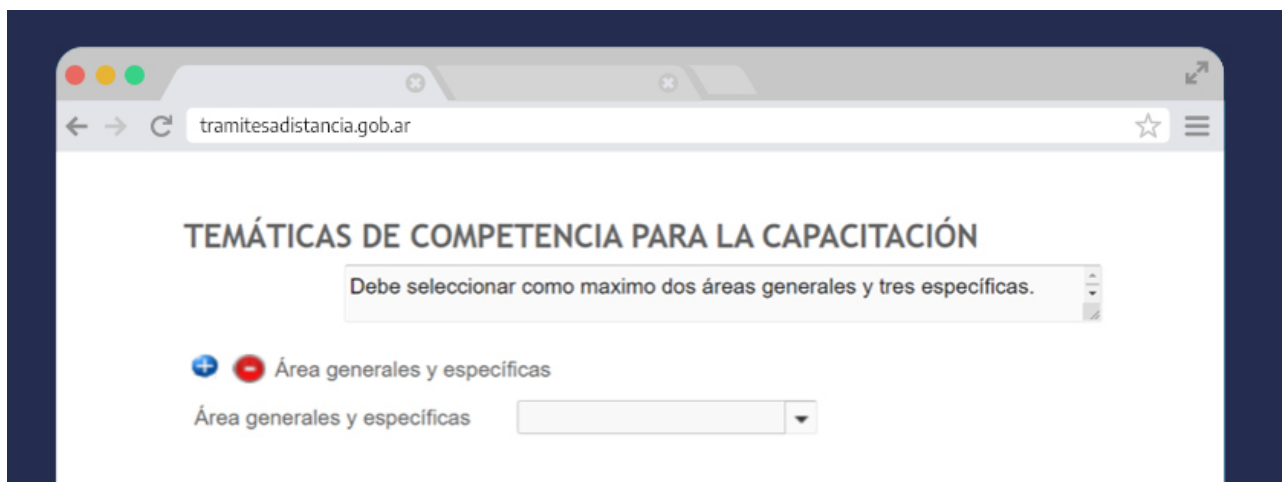 tramitesadistancia.gob.ar
TEMÁTICAS DE COMPETENCIA PARA LA CAPACITACIÓN
Debe seleccionar como maximo dos áreas generales y tres específicas.
Área generales y específicas
Área generales y específicas